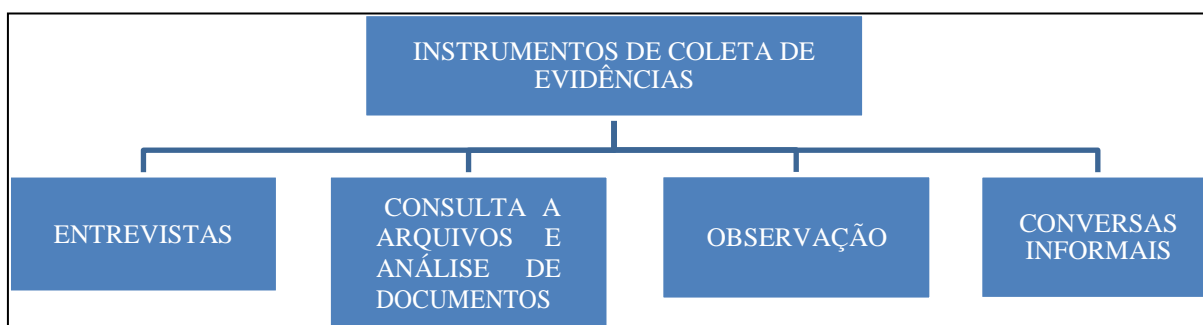 INSTRUMENTOS DE COLETA DE
EVIDÊNCIAS
ENTREVISTAS
CONSULTA A
ARQUIVOS E
ANÁLISE DE
DOCUMENTOS
OBSERVAÇÃO
CONVERSAS
INFORMAIS